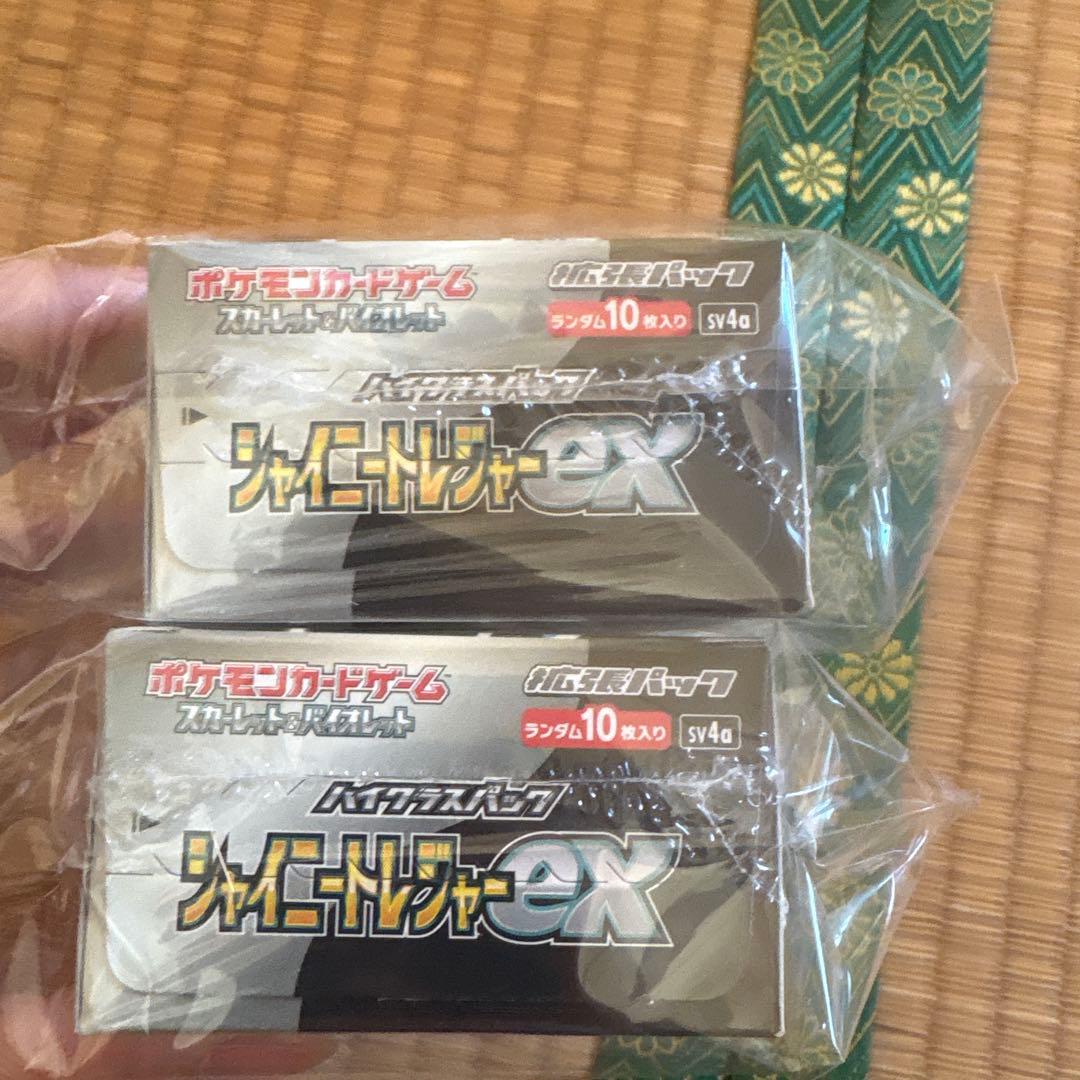 ポケモンカードゲーム
スカーレット&バイオレット
拡張パック
ランダム10枚入り sv4a
ハイクラスパック
シャイニートレジャーex
ポケモンカードゲーム
スカーレット&バイオレット
拡張パック
ランダム10枚入り sv4a
ハイクラスパック
シャイニートレジャーex